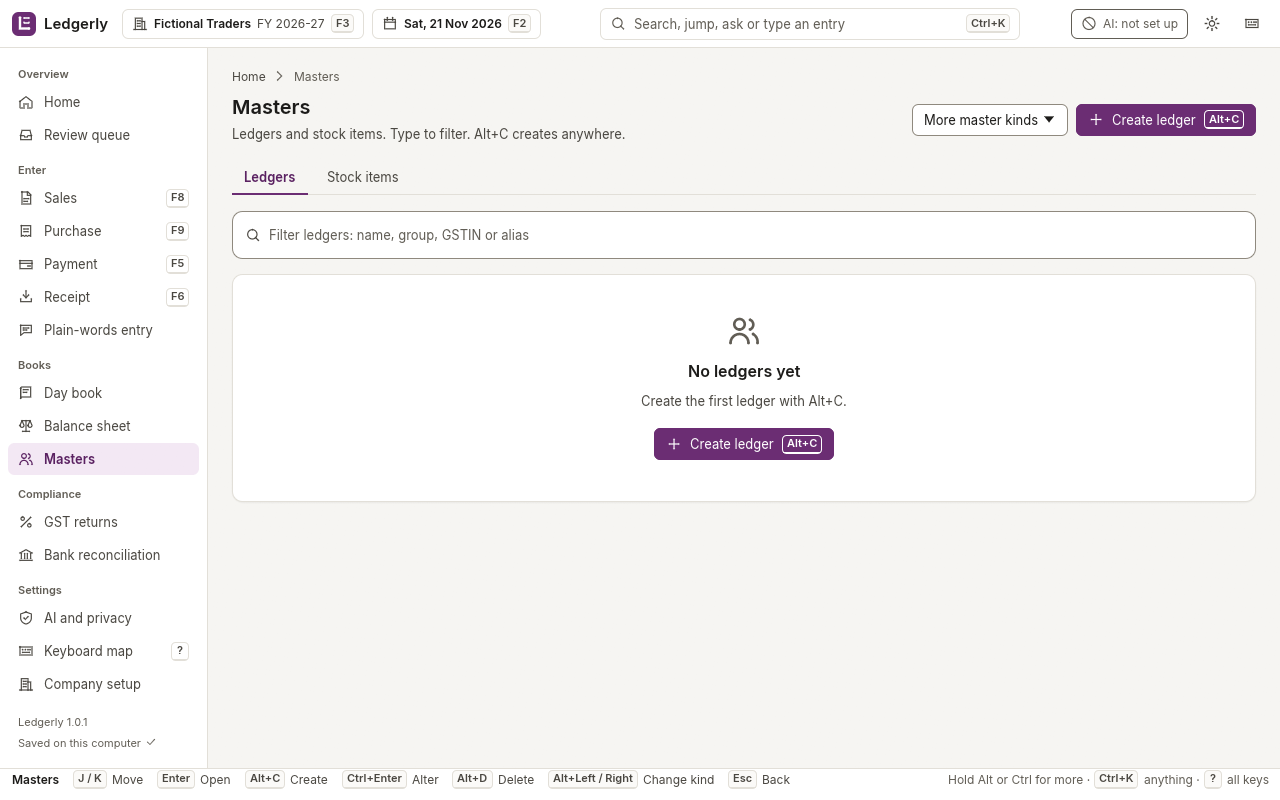 Ledgerly
Fictional Traders FY 2026-27 F3
Sat, 21 Nov 2026 F2
Search, jump, ask or type an entry Ctrl+K
AI: not set up
Overview
Home
Review queue
Enter
Sales F8
Purchase F9
Payment F5
Receipt F6
Plain-words entry
Books
Day book
Balance sheet
Masters
Compliance
GST returns
Bank reconciliation
Settings
AI and privacy
Keyboard map ?
Company setup
Ledgerly 1.0.1
Saved on this computer
Home Masters
Masters
Ledgers and stock items. Type to filter. Alt+C creates anywhere.
More master kinds
Create ledger Alt+C
Ledgers Stock items
Filter ledgers: name, group, GSTIN or alias
No ledgers yet
Create the first ledger with Alt+C.
Create ledger Alt+C
Masters J / K Move Enter Open Alt+C Create Ctrl+Enter Alter Alt+D Delete Alt+Left / Right Change kind Esc Back
Hold Alt or Ctrl for more · Ctrl+K anything · ? all keys